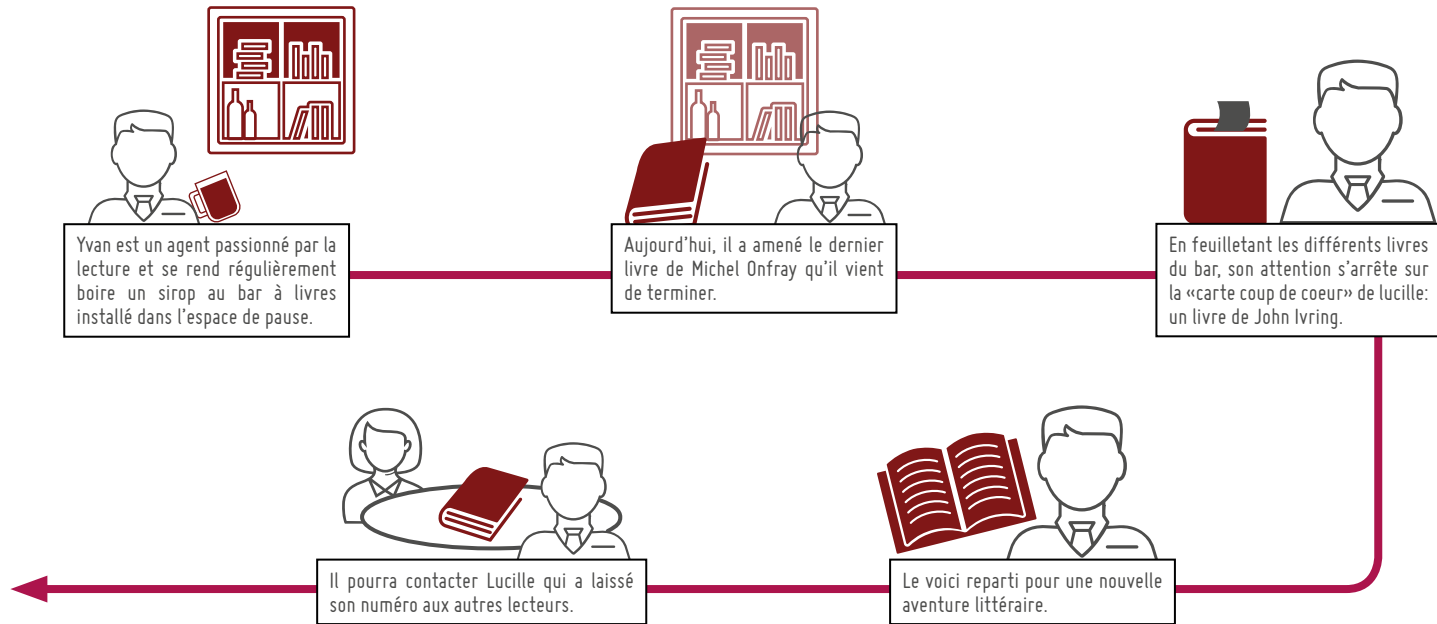 Yvan est un agent passionné par la
lecture et se rend régulièrement
boire un sirop au bar à livres
installé dans l'espace de pause.
Aujourd'hui, il a amené le dernier
livre de Michel Onfray qu'il vient
de terminer.
En feuilletant les différents livres
du bar, son attention s'arrête sur
la «carte coup de coeur» de lucille:
un livre de John Ivring.
Le voici reparti pour une nouvelle
aventure littéraire.
Il pourra contacter Lucille qui a laissé
son numéro aux autres lecteurs.